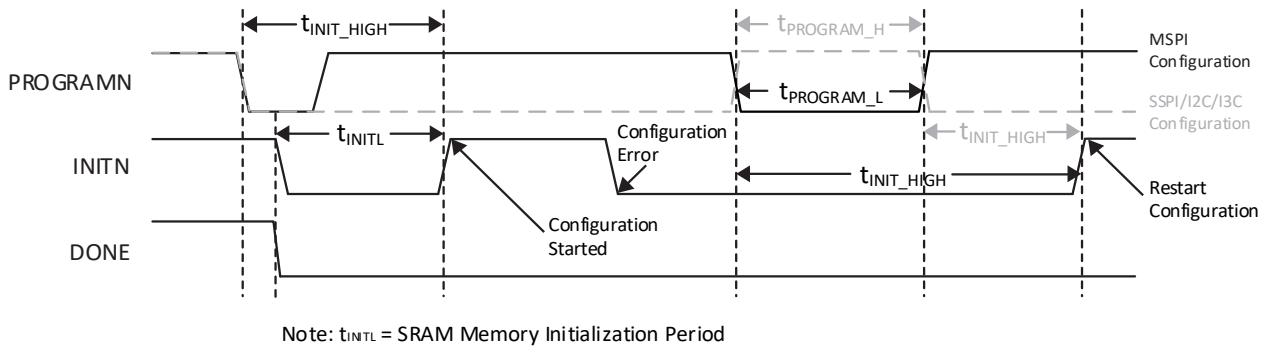 tINIT_HIGH
tPROGRAM_H
MSPI
Configuration
PROGRAMN
tPROGRAM_L
SSPI/I2C/I3C
Configuration
tINITL
Configuration
Error
tINIT_HIGH
INITN
tINIT_HIGH
Restart
Configuration
Configuration
Started
DONE
Note: tINITL = SRAM Memory Initialization Period